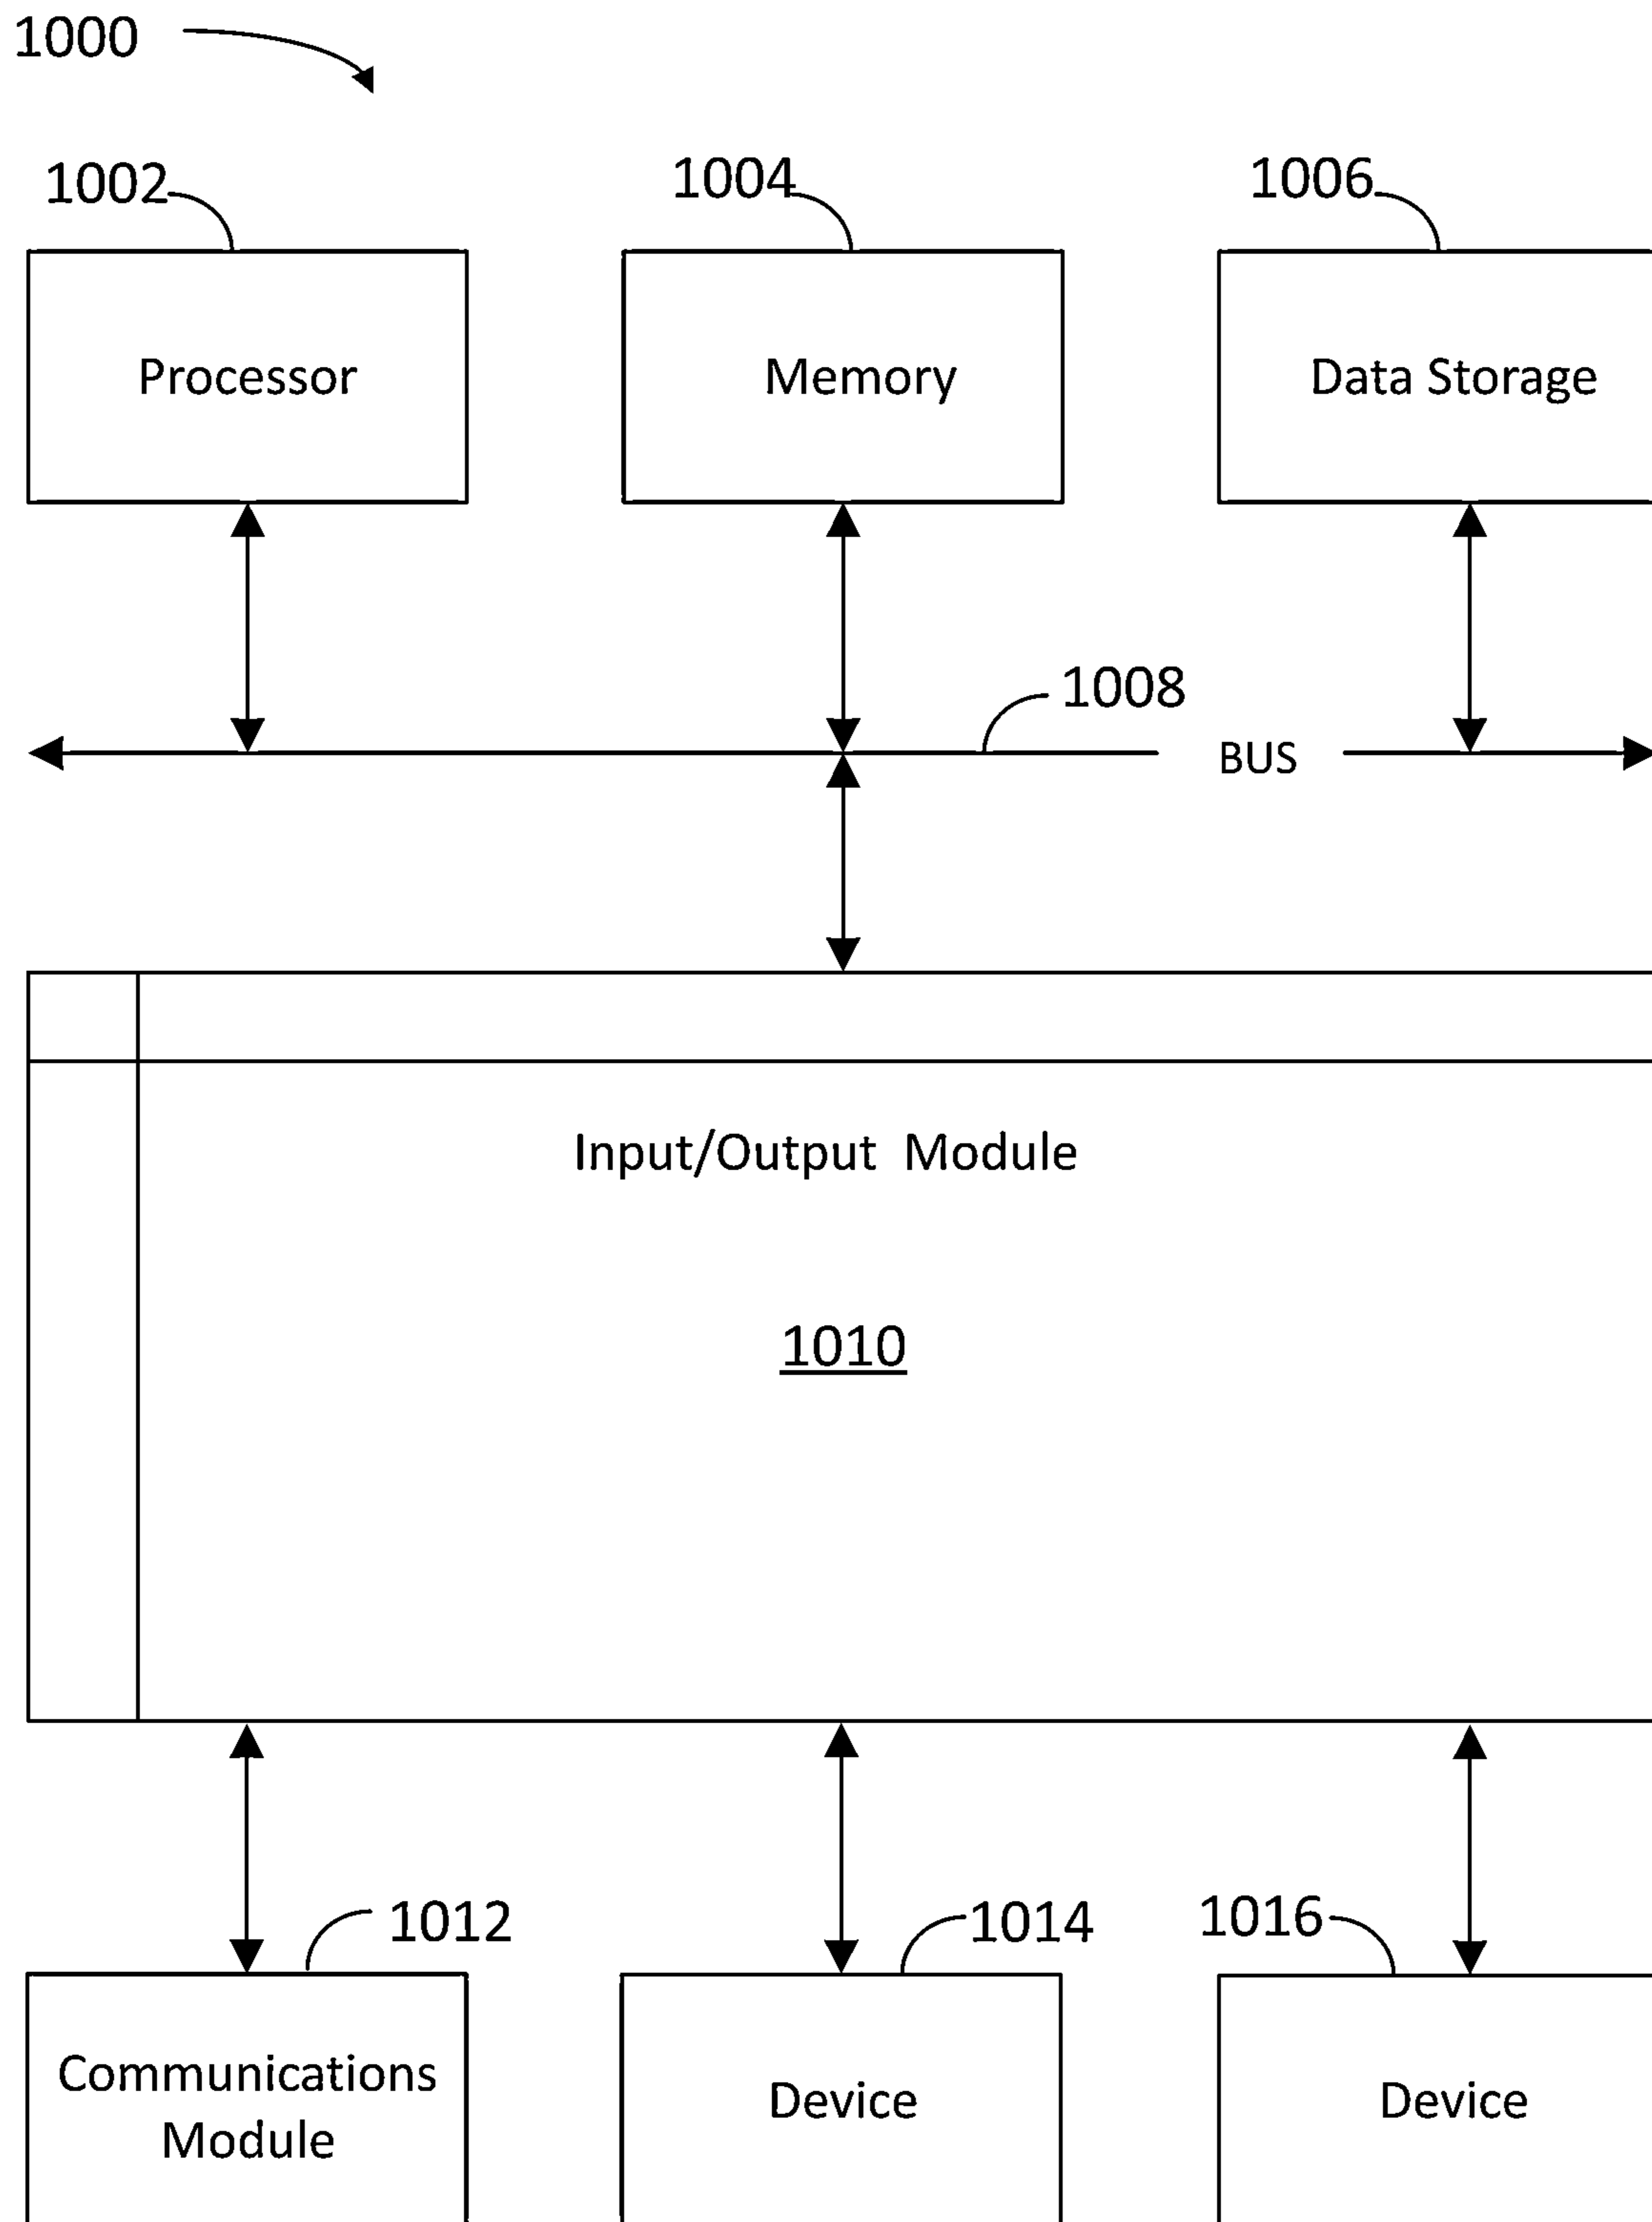 1000
1002
1004
1006
Processor
Memory
Data Storage
1008
BUS
Input/Output Module
1010
1012
1014
1016
Communications
Module
Device
Device